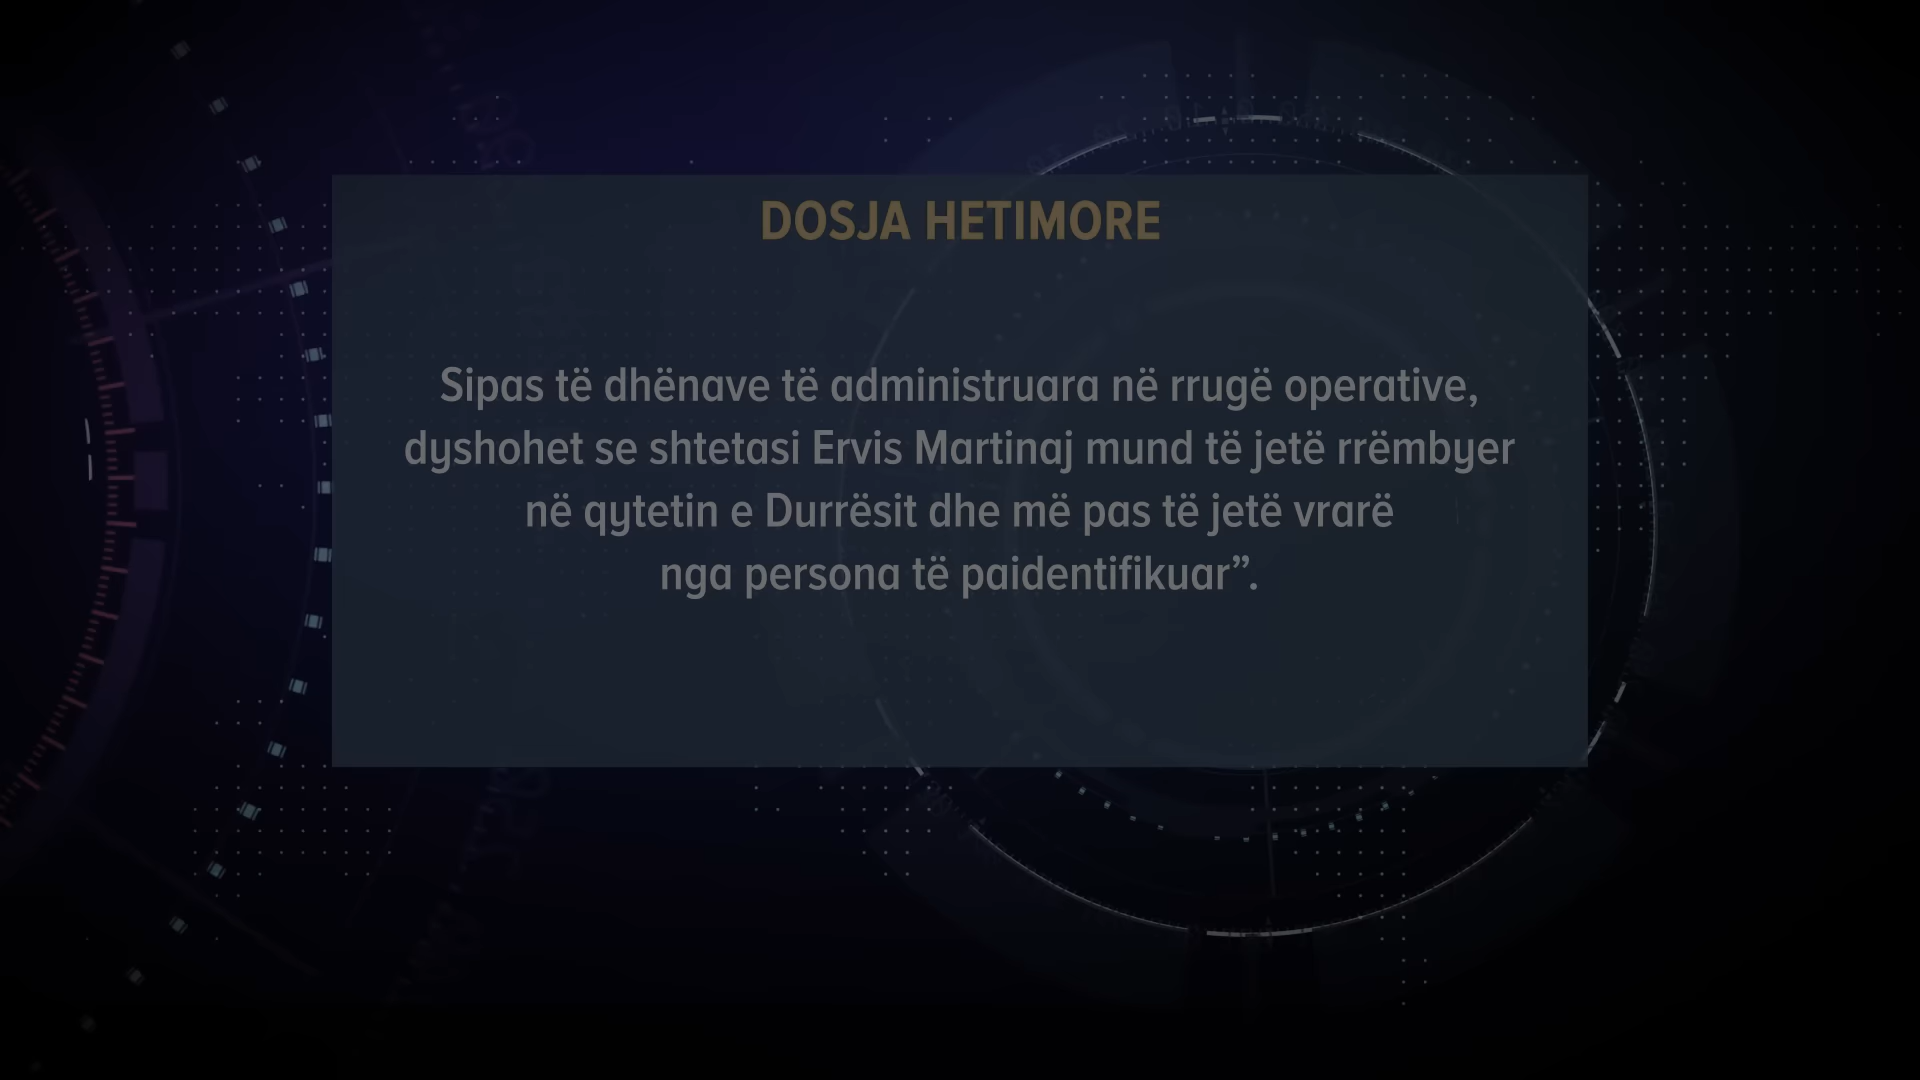 DOSJA HETIMORE
Sipas të dhënave të administruara në rrugë operative,
dyshohet se shtetasi Ervis Martinaj mund të jetë rrëmbyer
në qytetin e Durrësit dhe më pas të jetë vrarë
nga persona të paidentifikuar”.